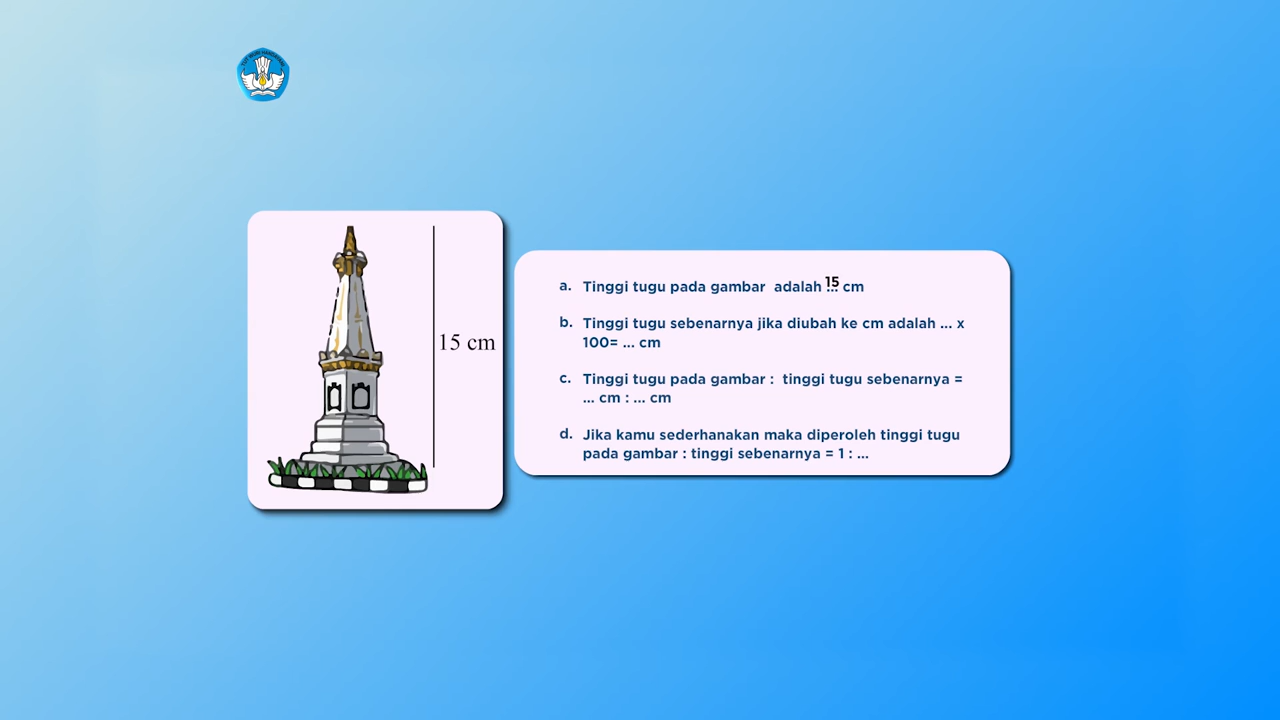 15 cm
a. Tinggi tugu pada gambar adalah 15 ... cm
b. Tinggi tugu sebenarnya jika diubah ke cm adalah ... x
100= ... cm
c. Tinggi tugu pada gambar : tinggi tugu sebenarnya =
... cm : ... cm
d. Jika kamu sederhanakan maka diperoleh tinggi tugu
pada gambar : tinggi sebenarnya = 1 : ...